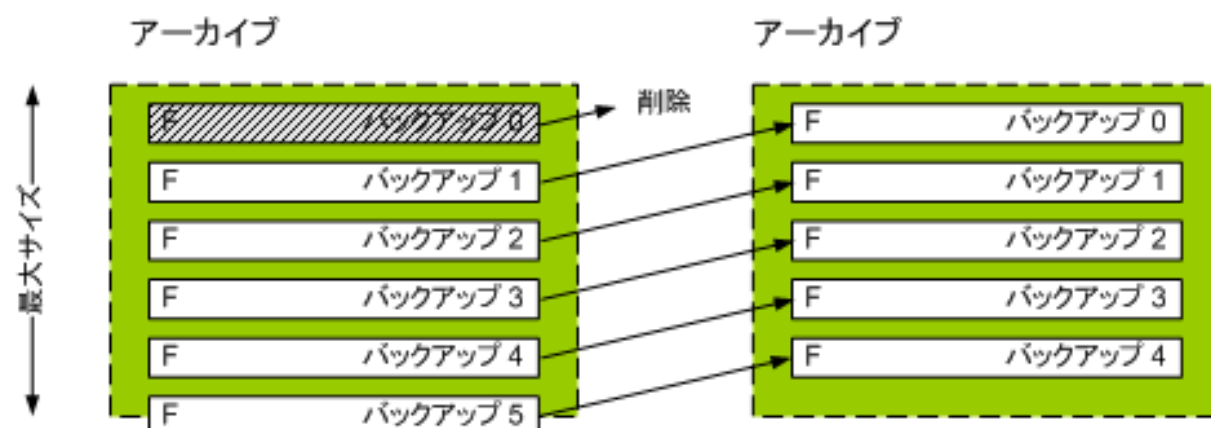 アーカイブ
アーカイブ
最大サイズ
F バックアップ 0
削除
F バックアップ 1
F バックアップ 2
F バックアップ 3
F バックアップ 4
F バックアップ 5
F バックアップ 0
F バックアップ 1
F バックアップ 2
F バックアップ 3
F バックアップ 4